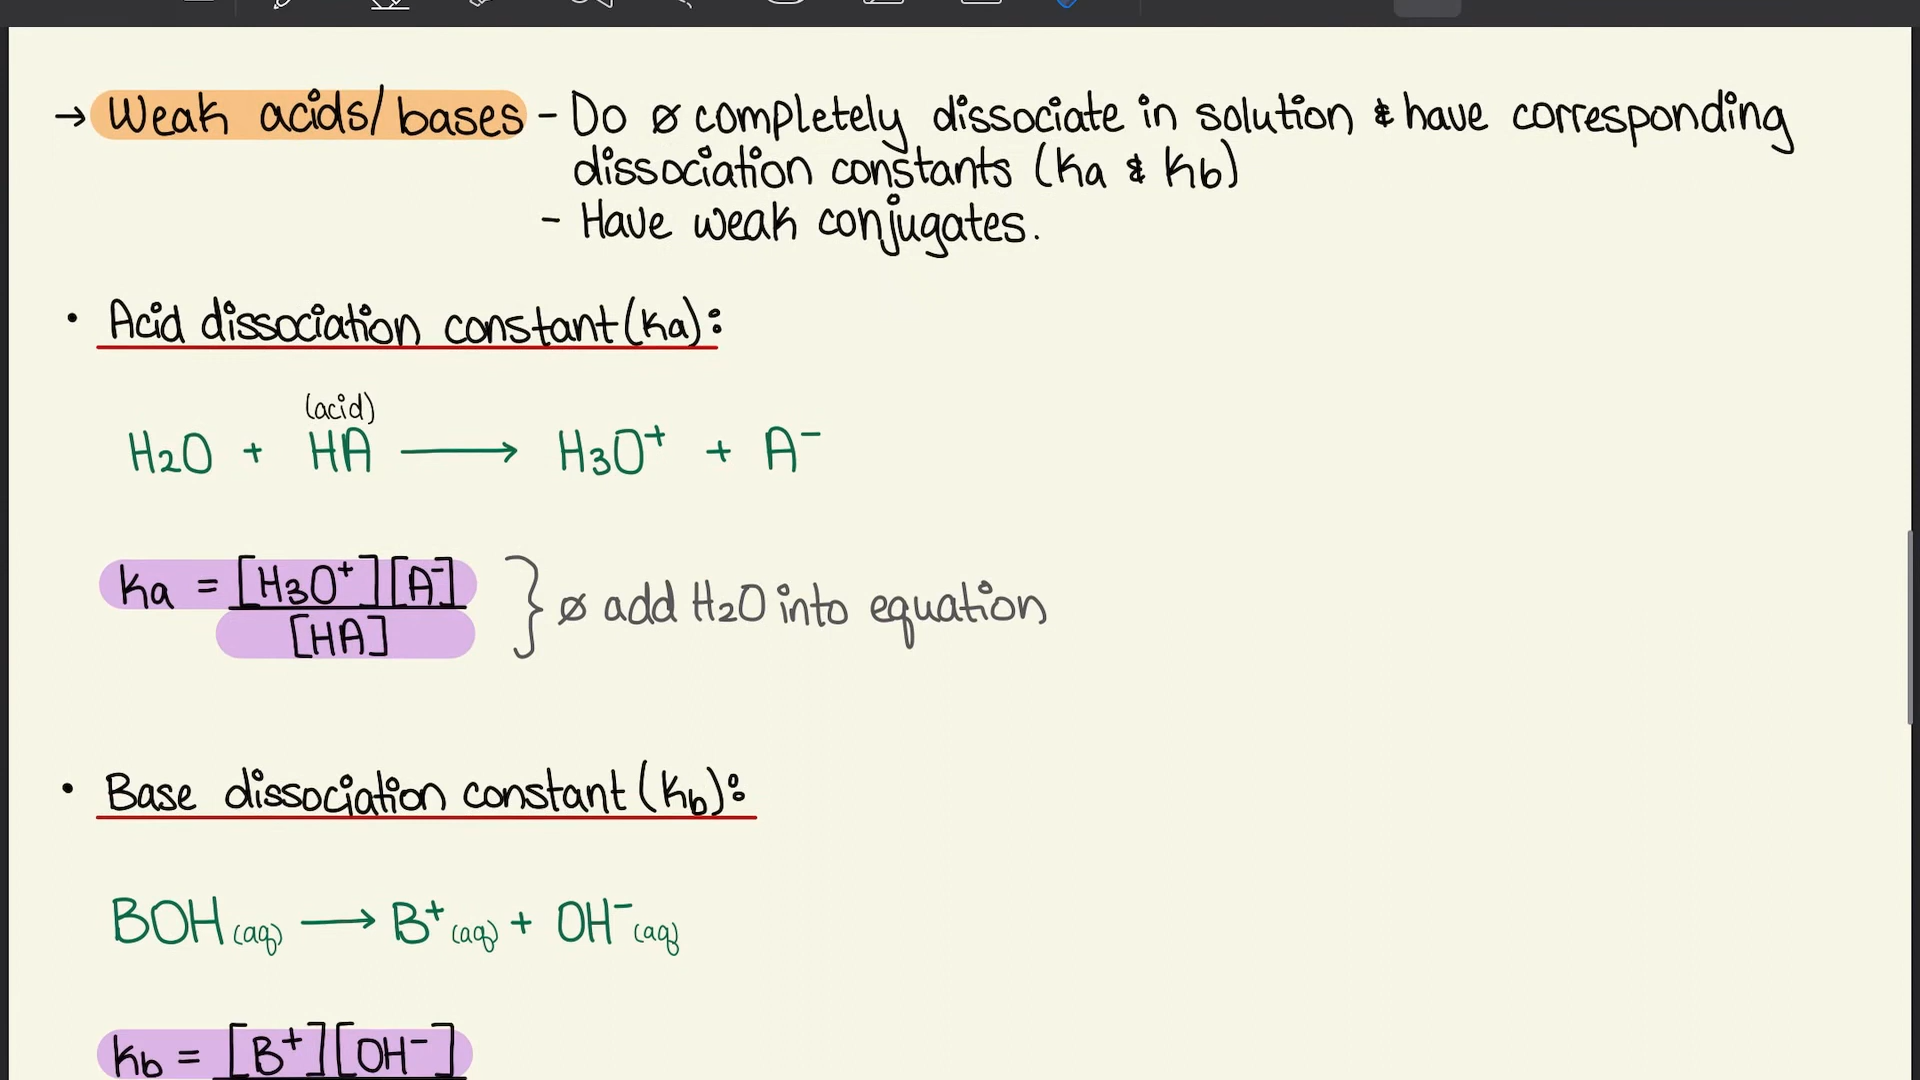 → Weak acids/bases - Do ∅ completely dissociate in solution & have corresponding
dissociation constants (Ka & Kb)
- Have weak conjugates.
• Acid dissociation constant (Ka):
(acid)
H₂O + HA ⟶ H₃O⁺ + A⁻
Ka = [H₃O⁺][A⁻]
[HA]
} ∅ add H₂O into equation
• Base dissociation constant (Kb):
BOH (aq) ⟶ B⁺ (aq) + OH⁻ (aq)
Kb = [B⁺][OH⁻]